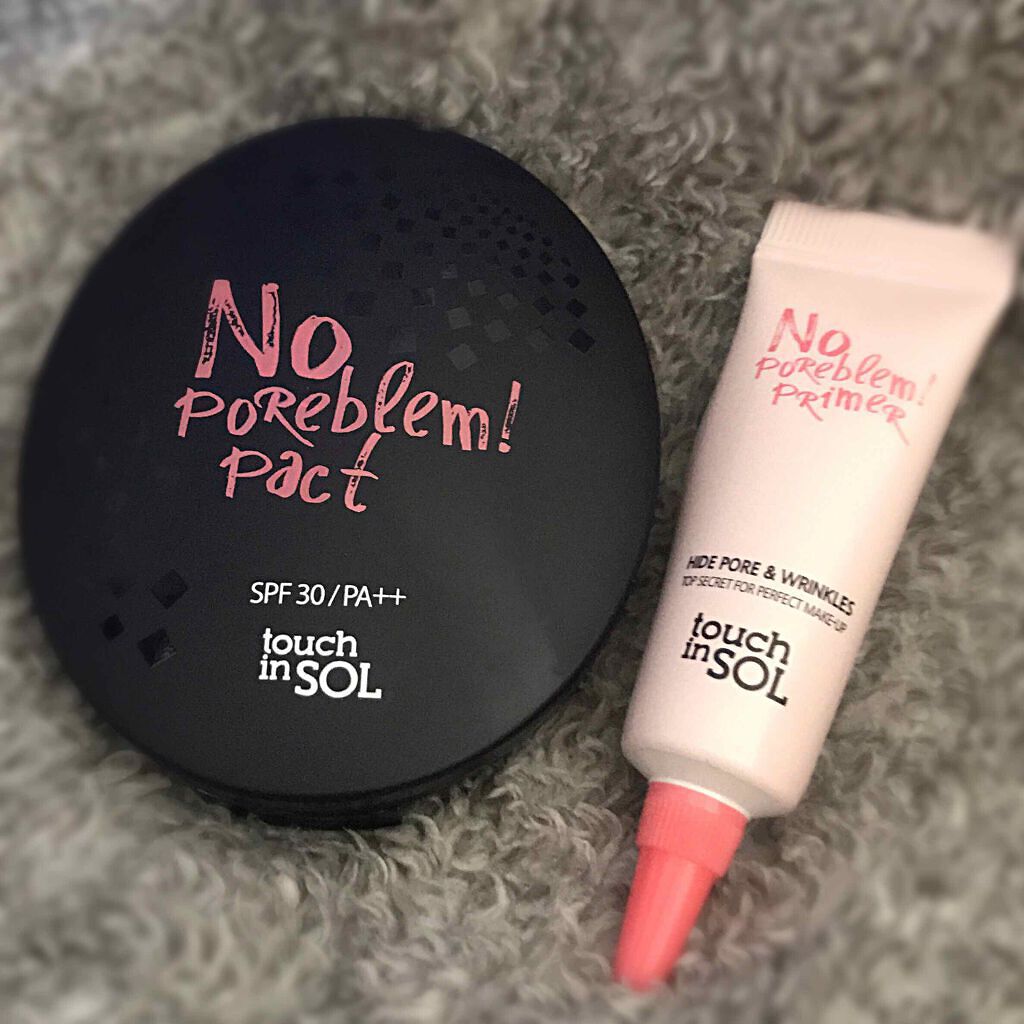 No
poreblem!
pact
SPF 30/PA++
touch
in SOL
No
poreblem!
primer
HIDE PORE & WRINKLES
TOP SECRET FOR PERFECT MAKE-UP
touch
in SOL